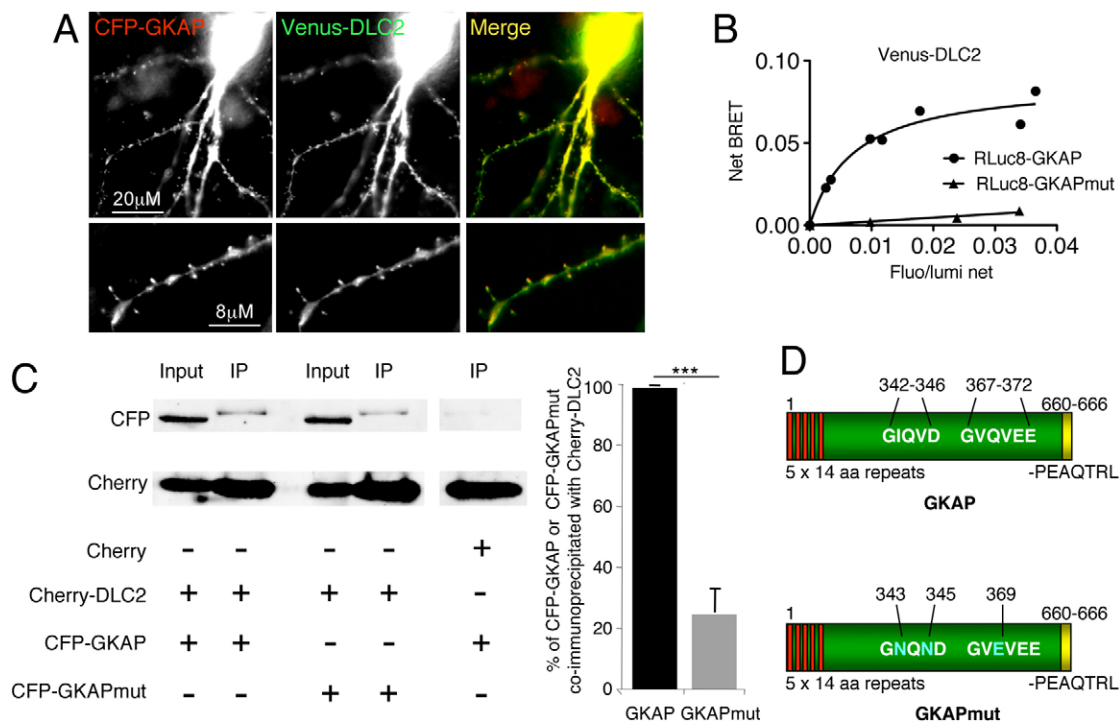 A
CFP-GKAP
Venus-DLC2
Merge
20µM
8µM
B
Venus-DLC2
Net BRET
0.10
0.05
0.00
0.00 0.01 0.02 0.03 0.04
Fluo/lumi net
RLuc8-GKAP
RLuc8-GKAPmut
C
Input IP Input IP IP
CFP
Cherry
Cherry - - - - +
Cherry-DLC2 + + + + -
CFP-GKAP + + - - +
CFP-GKAPmut - - + + -
% of CFP-GKAP or CFP-GKAPmut
co-immunoprecipitated with Cherry-DLC2
100
80
60
40
20
0
***
GKAP GKAPmut
D
342-346 367-372
1 660-666
GIQVD GVQVEE
5 x 14 aa repeats -PEAQTRL
GKAP
343 345 369
1 660-666
GNQND GVEVEE
5 x 14 aa repeats -PEAQTRL
GKAPmut